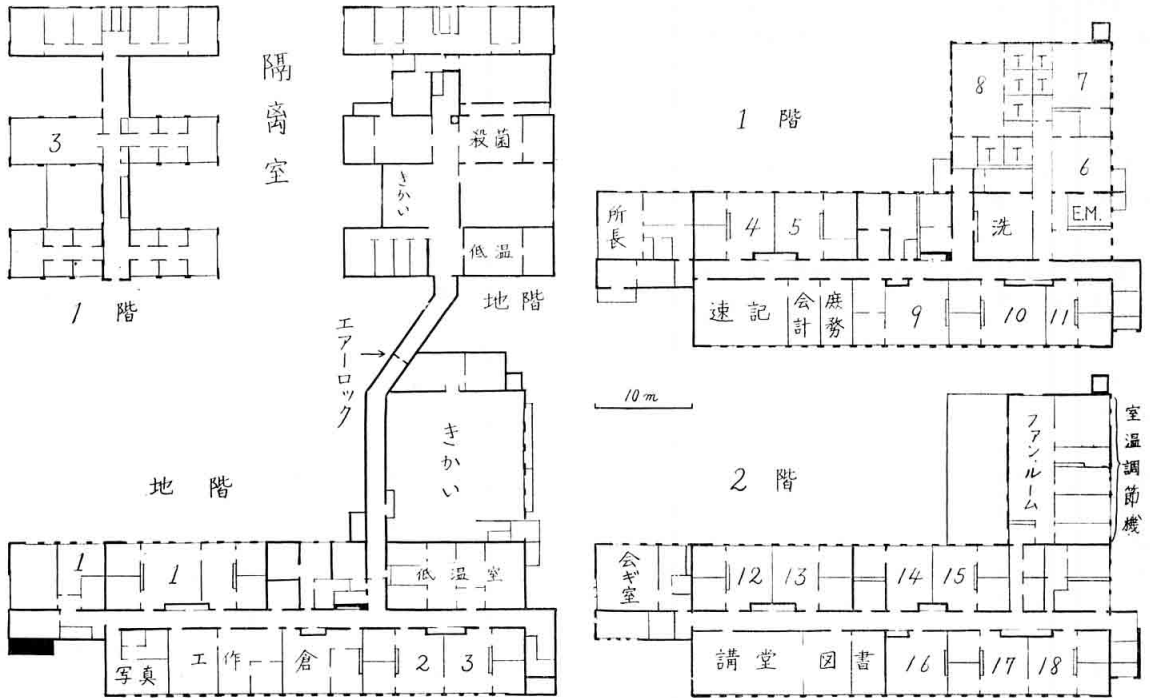 隔離室
3
1階
殺菌
きかい
低温
地階
エアーロック
きかい
地階
1
1
低温室
写真
工作
倉
2
3
1階
8
T
T
T
T
T
T
T
7
6
E.M.
洗
所長
4
5
速記
会計
庶務
9
10
11
10m
2階
ファン・ルーム
室温調節機
会ギ室
12
13
14
15
講堂
図書
16
17
18